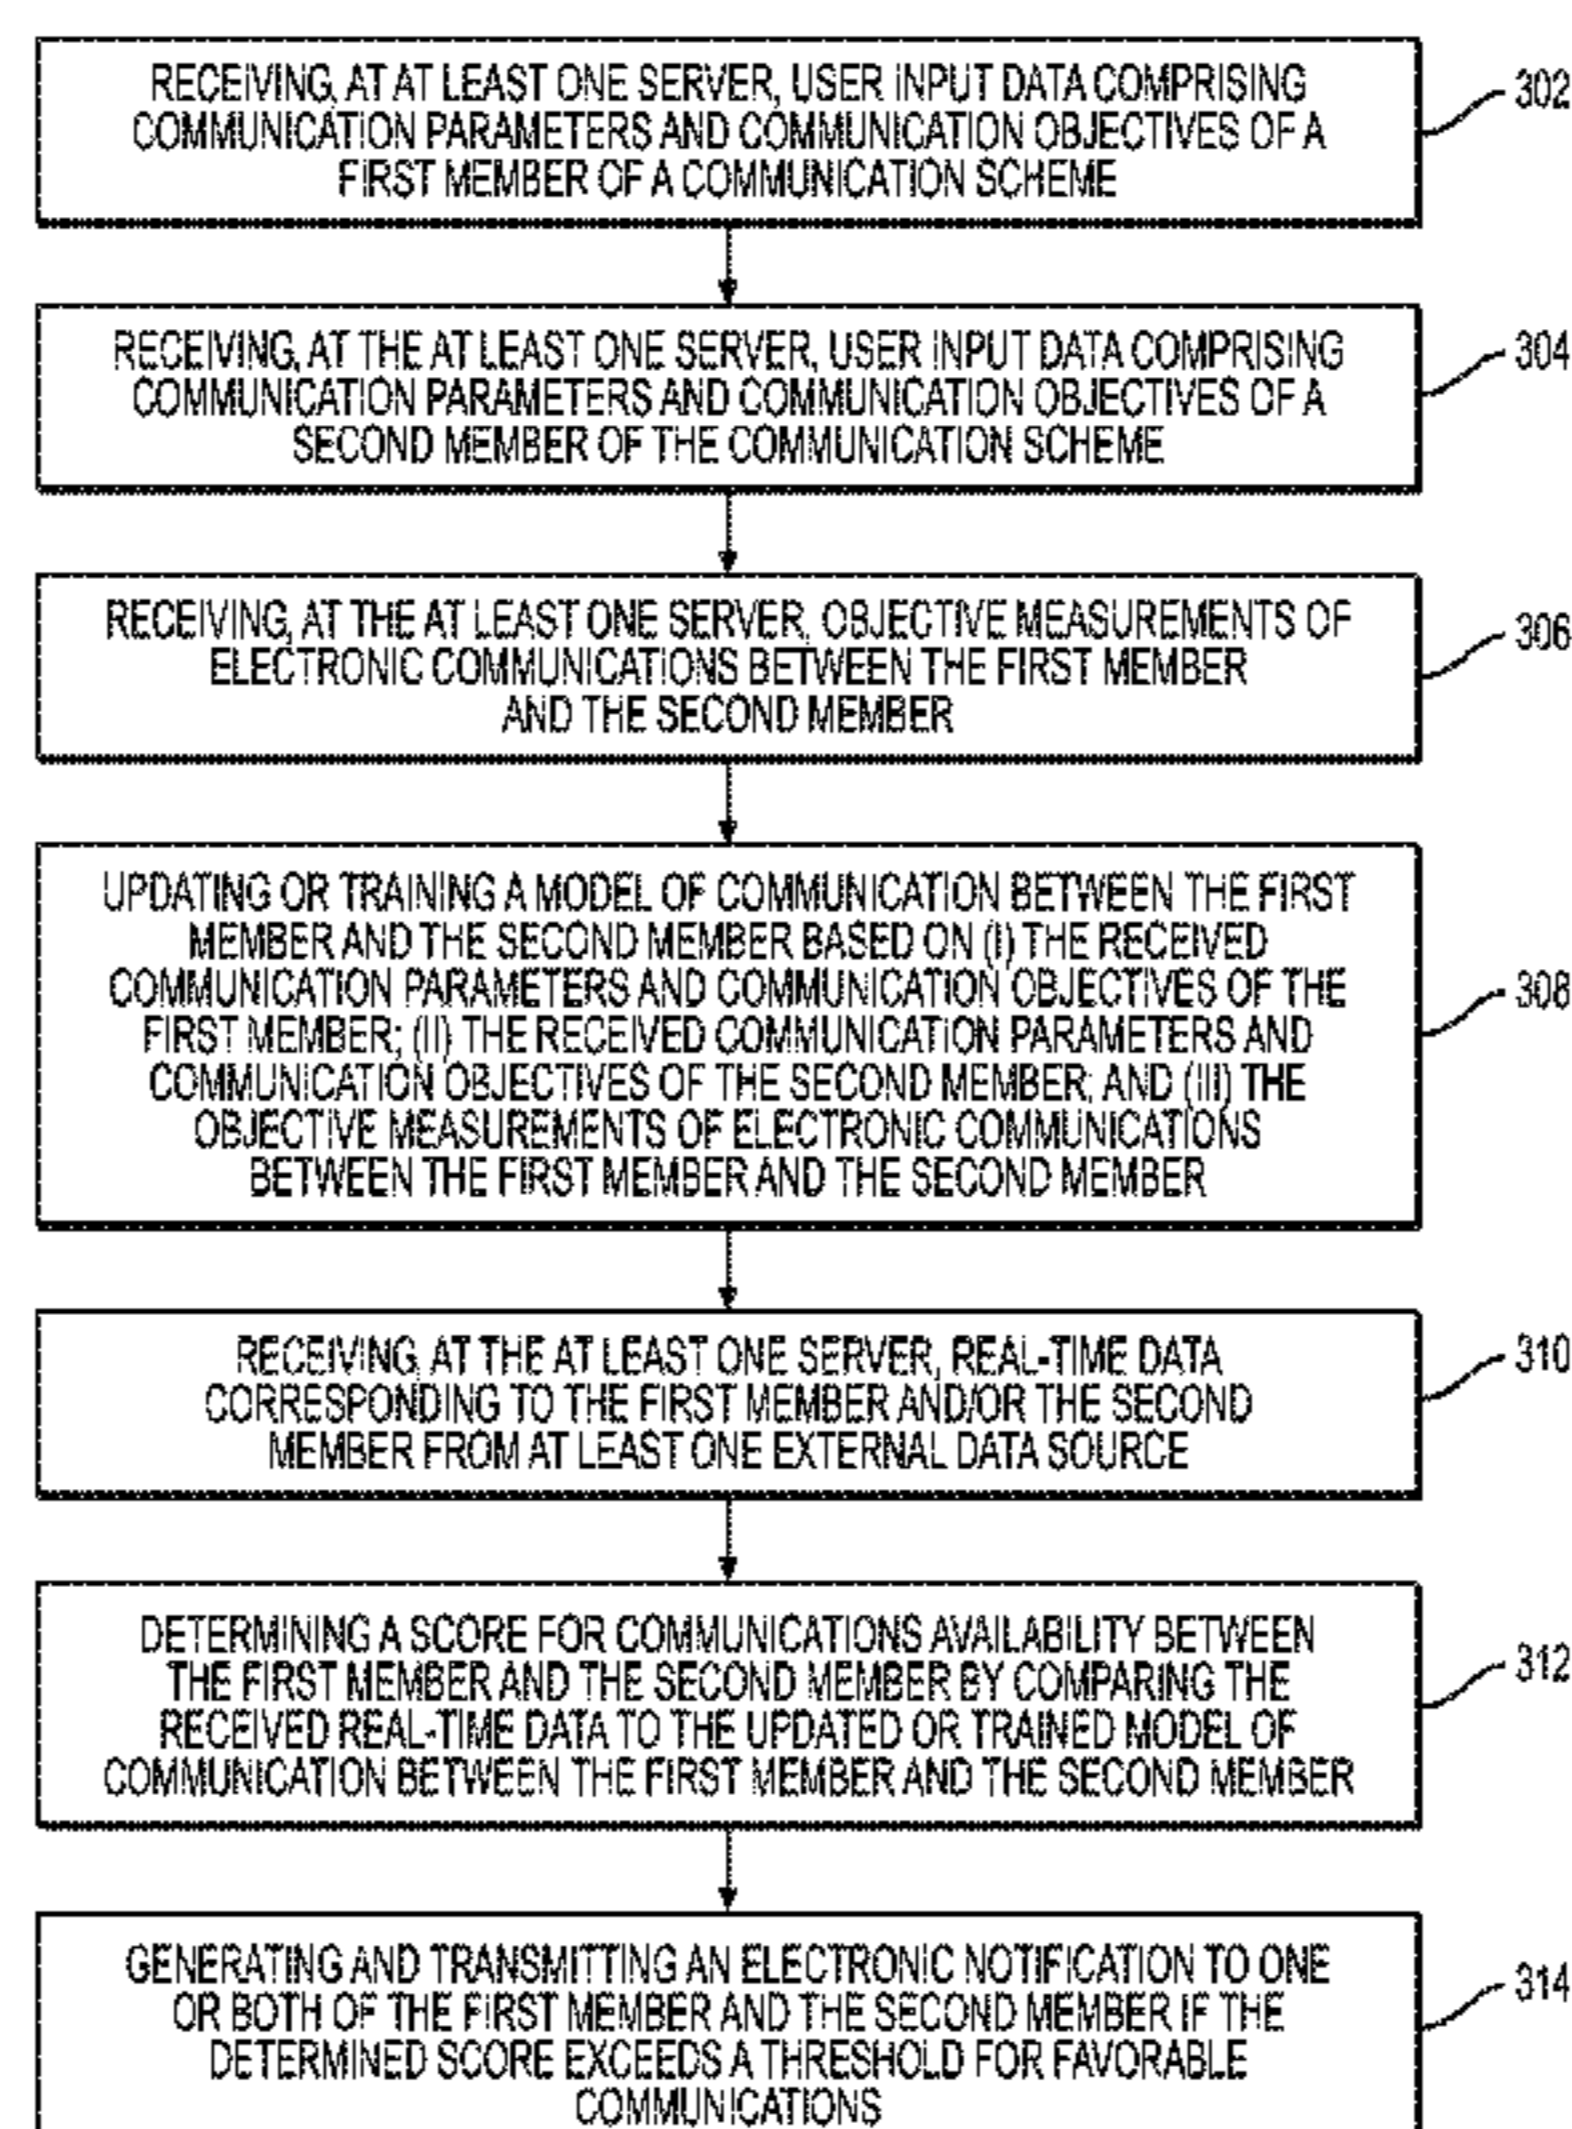 RECEIVING, AT AT LEAST ONE SERVER, USER INPUT DATA COMPRISING
COMMUNICATION PARAMETERS AND COMMUNICATION OBJECTIVES OF A
FIRST MEMBER OF A COMMUNICATION SCHEME
302
RECEIVING, AT THE AT LEAST ONE SERVER, USER INPUT DATA COMPRISING
COMMUNICATION PARAMETERS AND COMMUNICATION OBJECTIVES OF A
SECOND MEMBER OF THE COMMUNICATION SCHEME
304
RECEIVING, AT THE AT LEAST ONE SERVER, OBJECTIVE MEASUREMENTS OF
ELECTRONIC COMMUNICATIONS BETWEEN THE FIRST MEMBER
AND THE SECOND MEMBER
306
UPDATING OR TRAINING A MODEL OF COMMUNICATION BETWEEN THE FIRST
MEMBER AND THE SECOND MEMBER BASED ON (I) THE RECEIVED
COMMUNICATION PARAMETERS AND COMMUNICATION OBJECTIVES OF THE
FIRST MEMBER; (II) THE RECEIVED COMMUNICATION PARAMETERS AND
COMMUNICATION OBJECTIVES OF THE SECOND MEMBER; AND (III) THE
OBJECTIVE MEASUREMENTS OF ELECTRONIC COMMUNICATIONS
BETWEEN THE FIRST MEMBER AND THE SECOND MEMBER
308
RECEIVING, AT THE AT LEAST ONE SERVER, REAL-TIME DATA
CORRESPONDING TO THE FIRST MEMBER AND/OR THE SECOND
MEMBER FROM AT LEAST ONE EXTERNAL DATA SOURCE
310
DETERMINING A SCORE FOR COMMUNICATIONS AVAILABILITY BETWEEN
THE FIRST MEMBER AND THE SECOND MEMBER BY COMPARING THE
RECEIVED REAL-TIME DATA TO THE UPDATED OR TRAINED MODEL OF
COMMUNICATION BETWEEN THE FIRST MEMBER AND THE SECOND MEMBER
312
GENERATING AND TRANSMITTING AN ELECTRONIC NOTIFICATION TO ONE
OR BOTH OF THE FIRST MEMBER AND THE SECOND MEMBER IF THE
DETERMINED SCORE EXCEEDS A THRESHOLD FOR FAVORABLE
COMMUNICATIONS
314